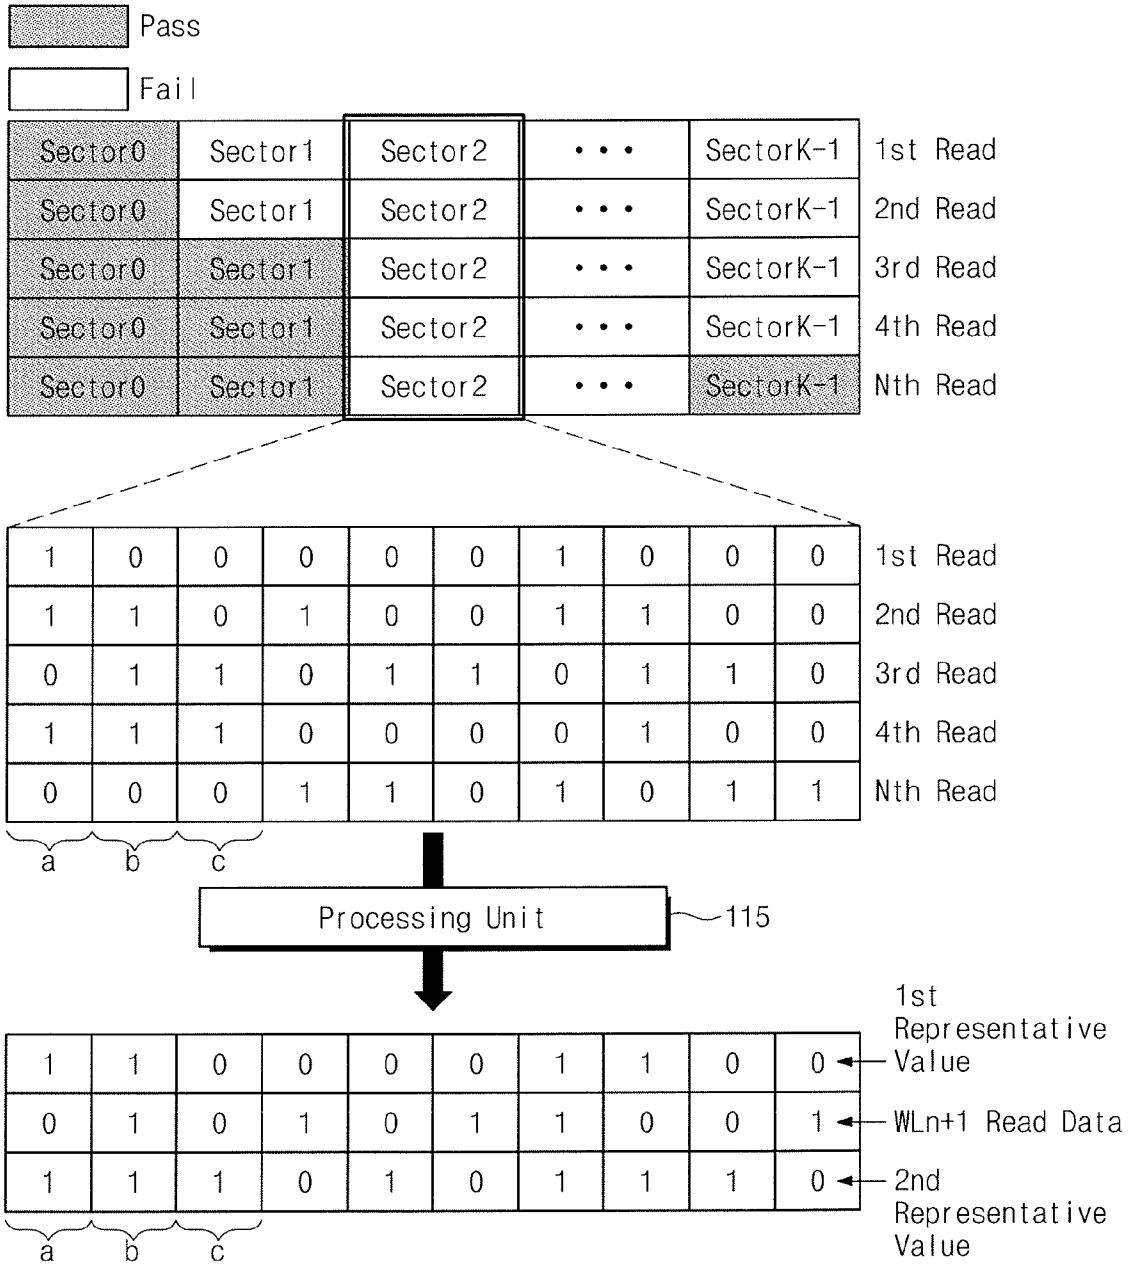 Pass
Fail
Sector0 Sector1 Sector2 ••• SectorK-1 1st Read
Sector0 Sector1 Sector2 ••• SectorK-1 2nd Read
Sector0 Sector1 Sector2 ••• SectorK-1 3rd Read
Sector0 Sector1 Sector2 ••• SectorK-1 4th Read
Sector0 Sector1 Sector2 ••• SectorK-1 Nth Read
1 0 0 0 0 0 1 0 0 0 1st Read
1 1 0 1 0 0 1 1 0 0 2nd Read
0 1 1 0 1 1 0 1 1 0 3rd Read
1 1 1 0 0 0 0 1 0 0 4th Read
0 0 0 1 1 0 1 0 1 1 Nth Read
a b c
Processing Unit 115
1st
Representative
Value
1 1 0 0 0 0 1 1 0 0
0 1 0 1 0 1 1 0 0 1 WLn+1 Read Data
1 1 1 0 1 0 1 1 1 0 2nd
Representative
Value
a b c